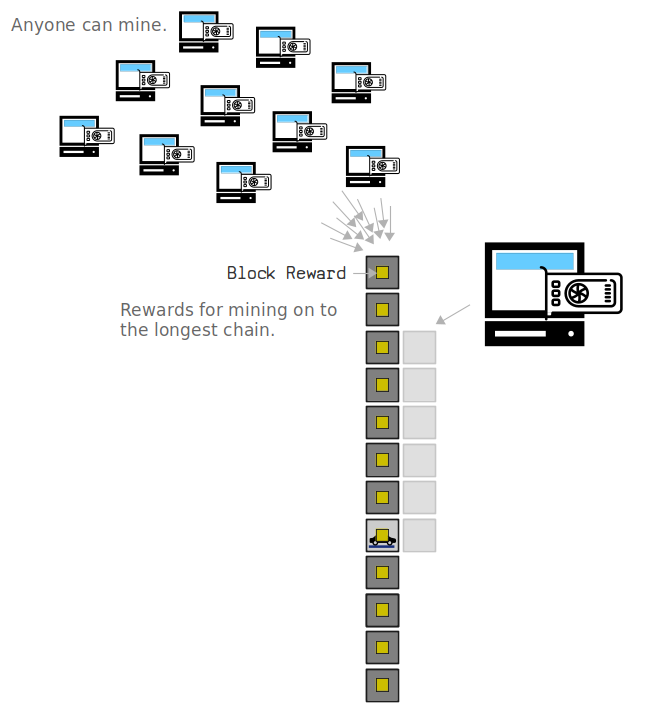 Anyone can mine.
Block Reward
Rewards for mining on to
the longest chain.